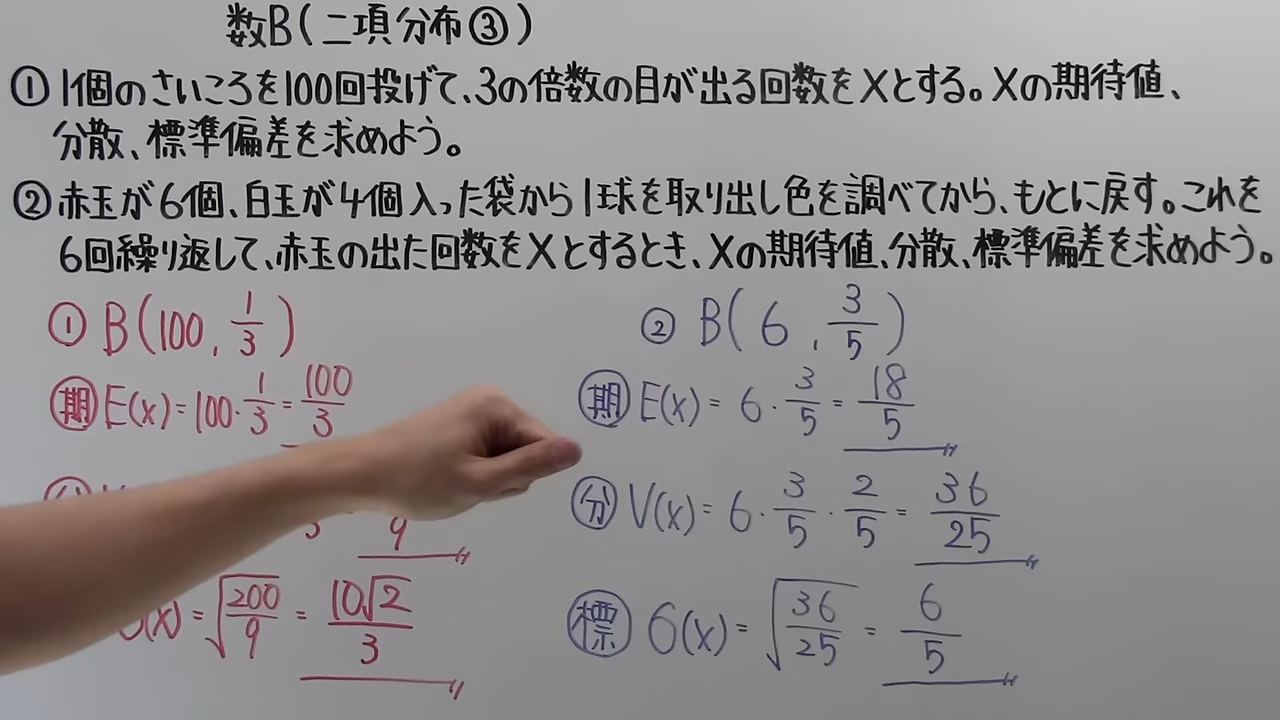 数B(二項分布③)
① 1個のさいころを100回投げて、3の倍数の目が出る回数をXとする。Xの期待値、
分散、標準偏差を求めよう。
② 赤玉が6個、白玉が4個入った袋から1球を取り出し色を調べてから、もとに戻す。これを
6回繰り返して、赤玉の出た回数をXとするとき、Xの期待値、分散、標準偏差を求めよう。
① B(100, 1/3)
期 E(x)=100・1/3=100/3
9
(x)=√(200/9)=10√2/3
② B(6, 3/5)
期 E(x)=6・3/5=18/5
分 V(x)=6・3/5・2/5=36/25
標 σ(x)=√(36/25)=6/5